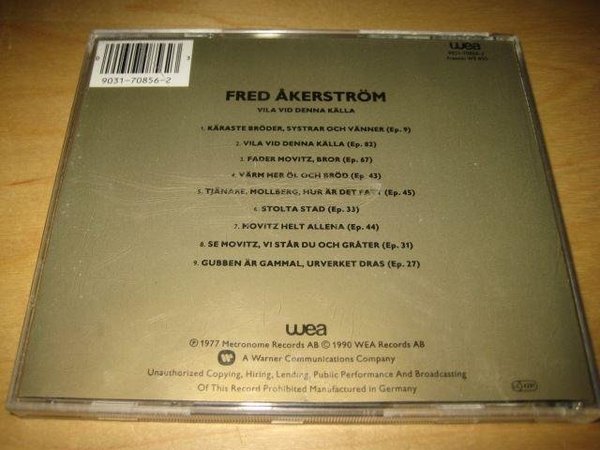 9031-70856-2
wea
9031-70856-2
FRED ÅKERSTRÖM
VILA VID DENNA KÄLLA
1. KÄRASTE BRÖDER, SYSTRAR OCH VÄNNER (Ep. 9)
2. VILA VID DENNA KÄLLA (Ep. 82)
3. FADER MOVITZ, BROR (Ep. 67)
4. VÄRM MER ÖL OCH BRÖD (Ep. 43)
5. TJÄNARE, MOLLBERG, HUR ÄR DET FATT (Ep. 45)
6. STOLTA STAD (Ep. 33)
7. MOVITZ HELT ALLENA (Ep. 44)
8. SE MOVITZ, VI STÅR DU OCH GRÅTER (Ep. 31)
9. GUBBEN ÄR GAMMAL, URVERKET DRAS (Ep. 27)
wea
℗ 1977 Metronome Records AB © 1990 WEA Records AB
A Warner Communications Company
Unauthorized Copying, Hiring, Lending, Public Performance And Broadcasting
Of This Record Prohibited Manufactured in Germany